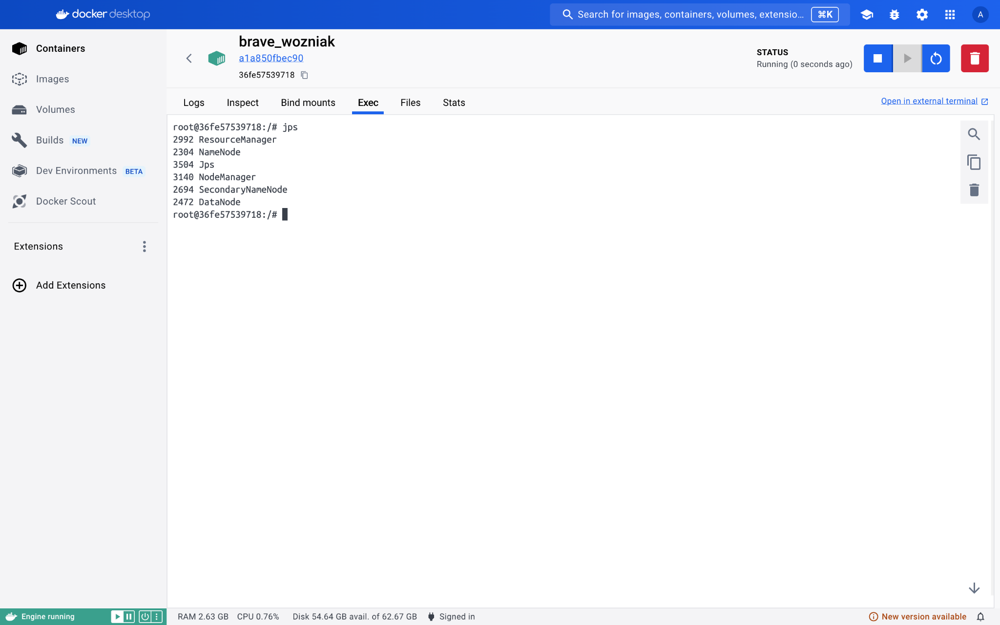 docker desktop
Search for images, containers, volumes, extensio... ⌘K
A
Containers
Images
Volumes
Builds NEW
Dev Environments BETA
Docker Scout
Extensions
Add Extensions
brave_wozniak
a1a850fbec90
36fe57539718
STATUS
Running (0 seconds ago)
Logs Inspect Bind mounts Exec Files Stats
Open in external terminal
root@36fe57539718:/# jps
2992 ResourceManager
2304 NameNode
3504 Jps
3140 NodeManager
2694 SecondaryNameNode
2472 DataNode
root@36fe57539718:/#
Engine running
RAM 2.63 GB CPU 0.76% Disk 54.64 GB avail. of 62.67 GB Signed in
New version available